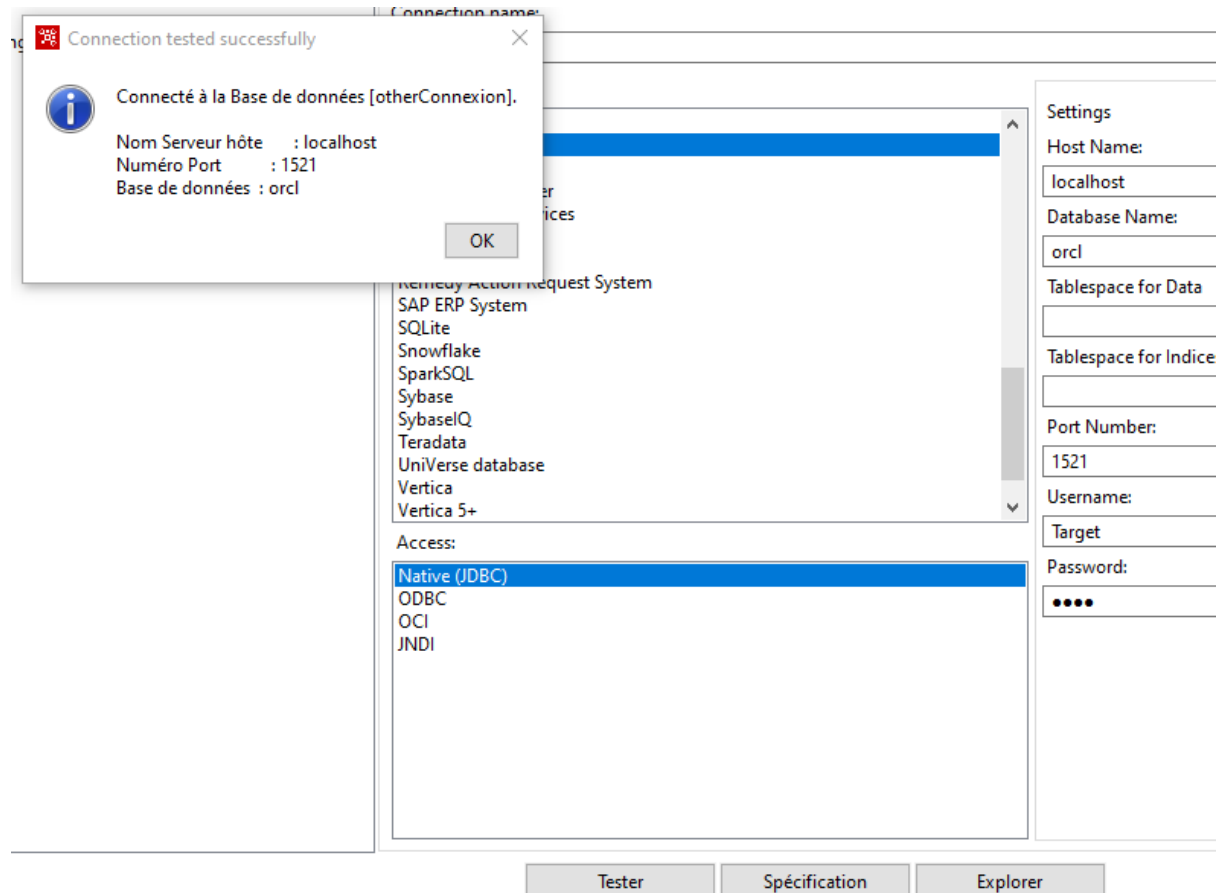 Connection name:
Connection tested successfully
Connecté à la Base de données [otherConnexion].
Nom Serveur hôte : localhost
Numéro Port : 1521
Base de données : orcl
OK
Remedy Action Request System
SAP ERP System
SQLite
Snowflake
SparkSQL
Sybase
SybaseIQ
Teradata
UniVerse database
Vertica
Vertica 5+
Access:
Native (JDBC)
ODBC
OCI
JNDI
Settings
Host Name:
localhost
Database Name:
orcl
Tablespace for Data
Tablespace for Indice
Port Number:
1521
Username:
Target
Password:
••••
Tester
Spécification
Explorer